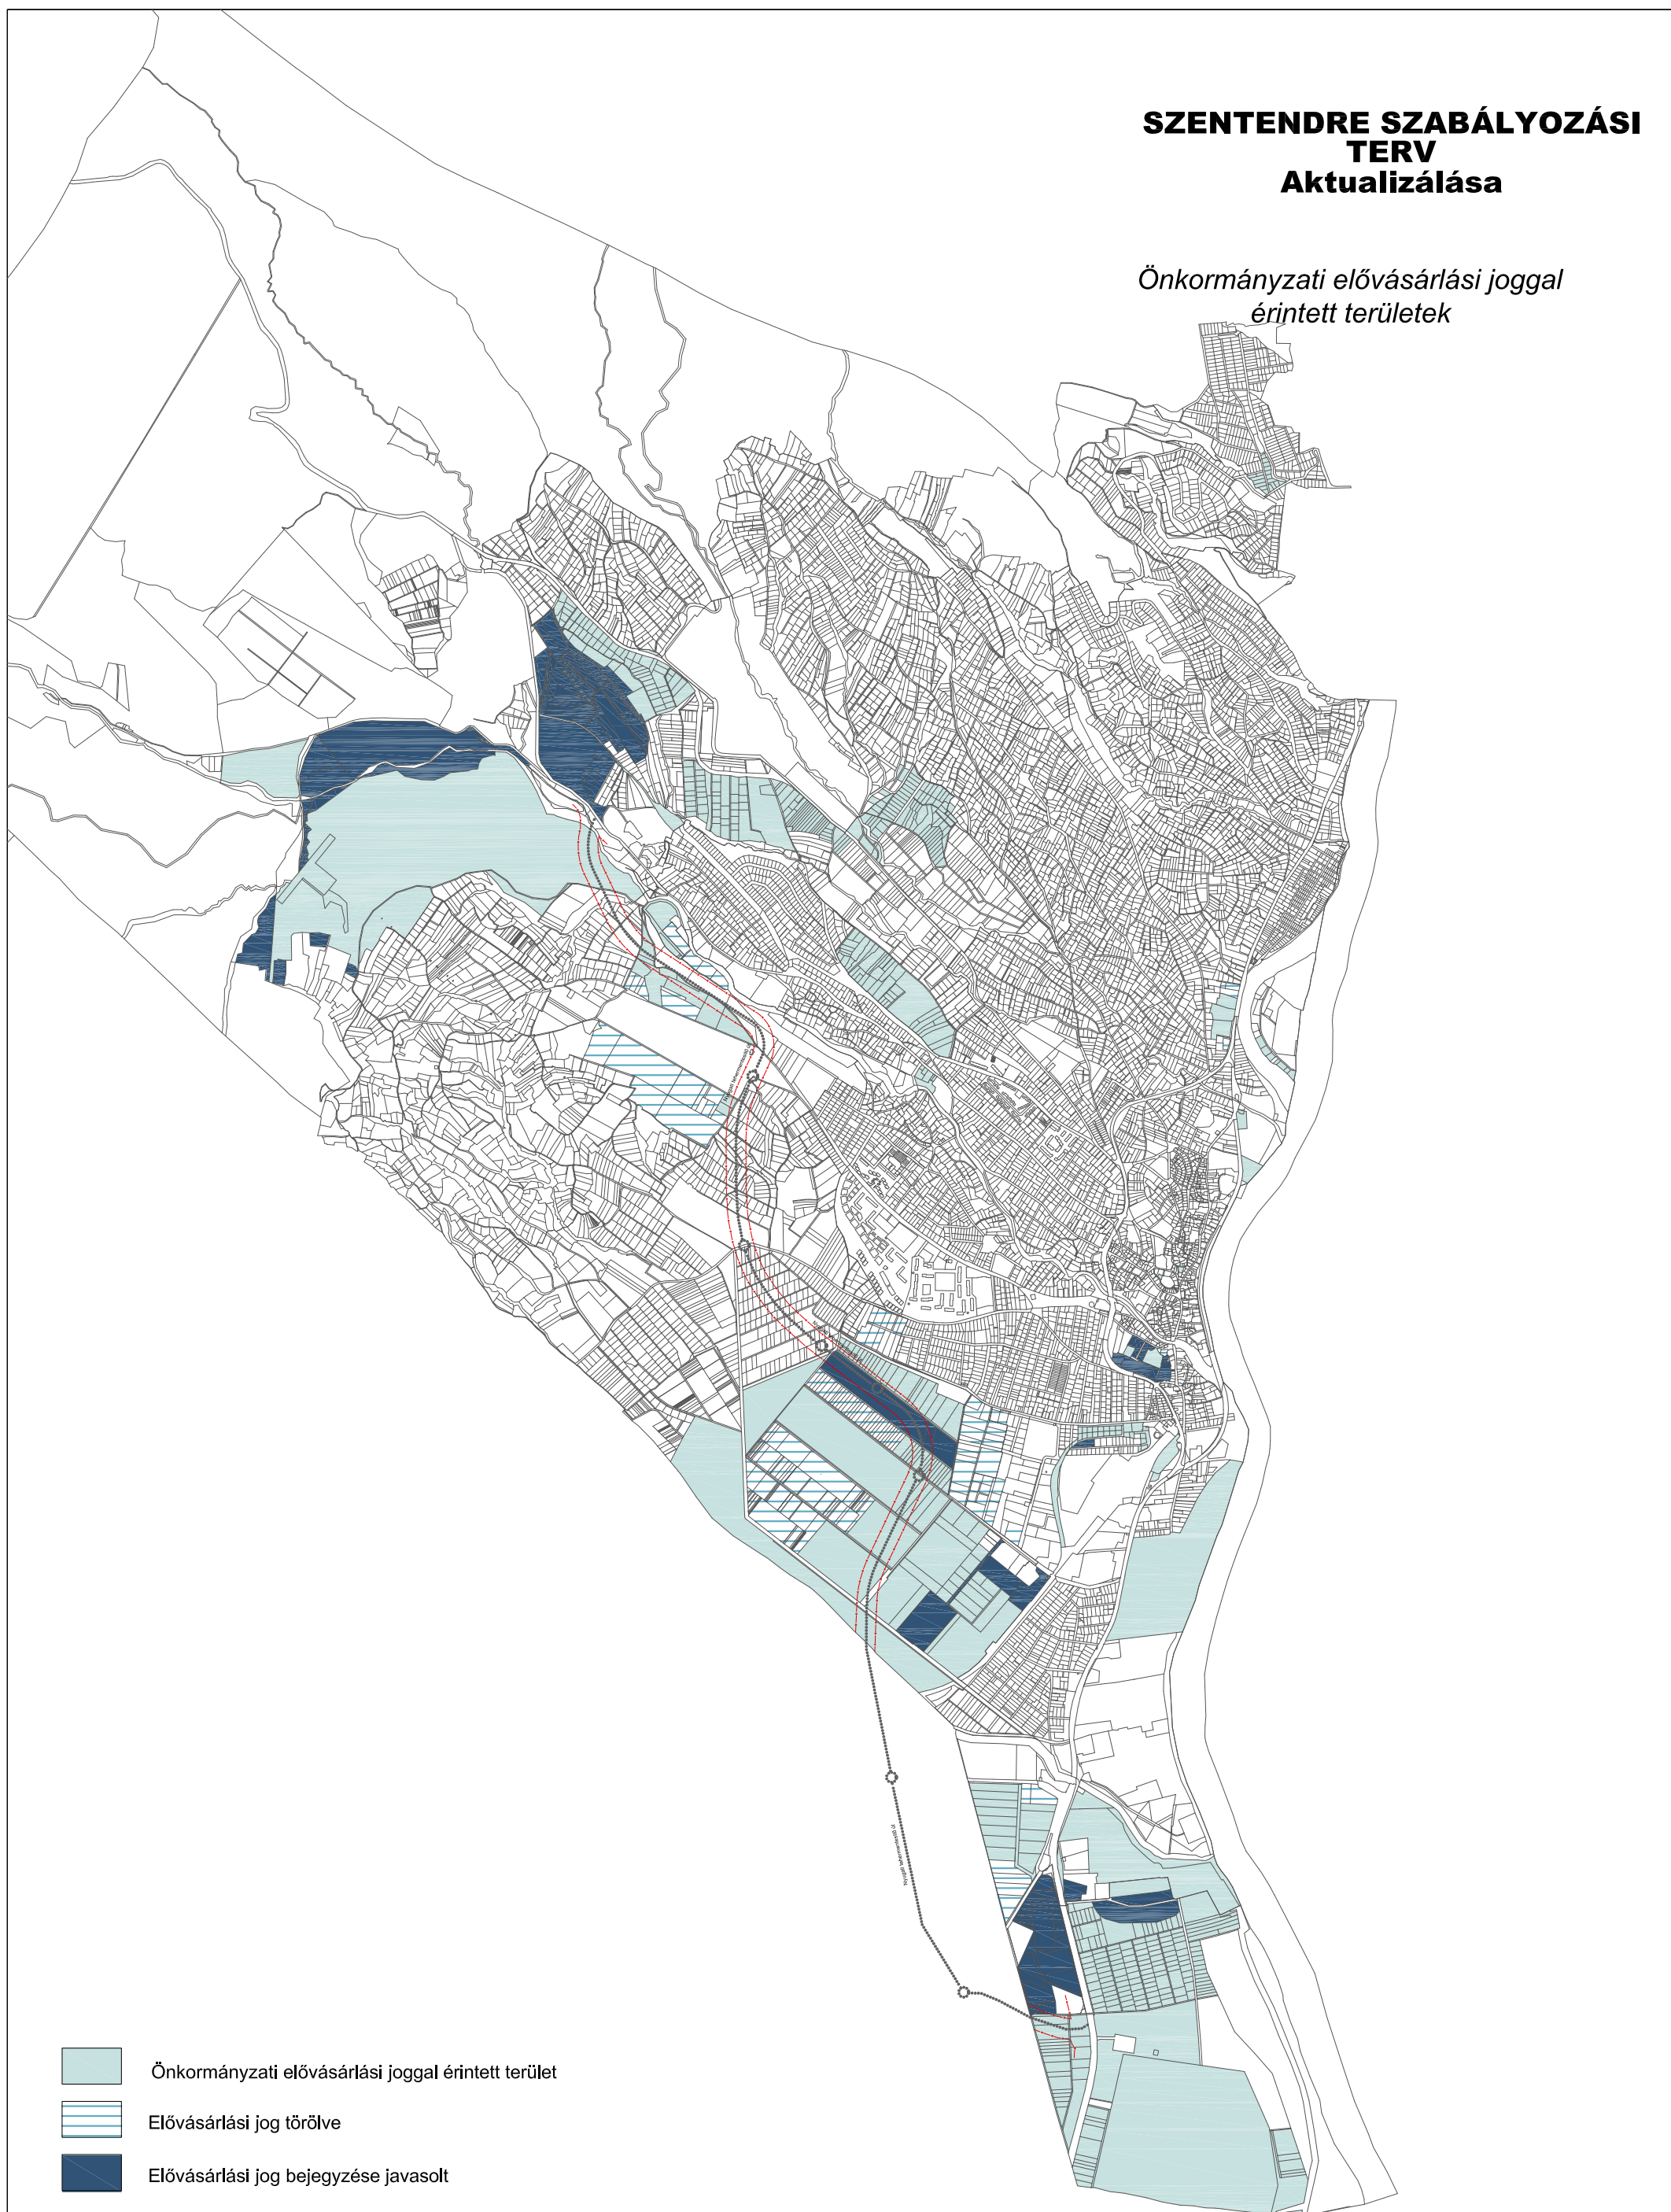 SZENTENDRE SZABÁLYOZÁSI
TERV
Aktualizálása
Önkormányzati elővásárlási joggal
érintett területek
Önkormányzati elővásárlási joggal érintett terület
Elővásárlási jog törölve
Elővásárlási jog bejegyzése javasolt